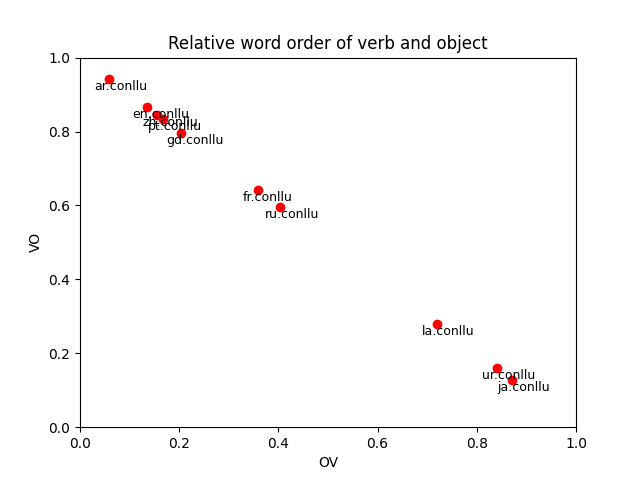 Relative word order of verb and object
1.0
0.8
0.6
0.4
0.2
0.0
VO
ar.conllu
en.conllu
zh.conllu
pt.conllu
gd.conllu
fr.conllu
ru.conllu
la.conllu
ur.conllu
ja.conllu
0.0 0.2 0.4 0.6 0.8 1.0
OV